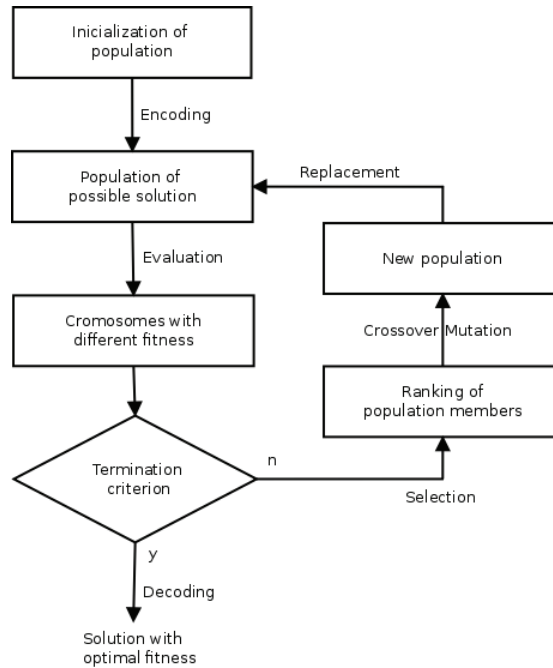 Inicialization of
population
Encoding
Population of
possible solution
Replacement
Evaluation
New population
Cromosomes with
different fitness
Crossover Mutation
Ranking of
population members
Termination
criterion
n
Selection
y
Decoding
Solution with
optimal fitness